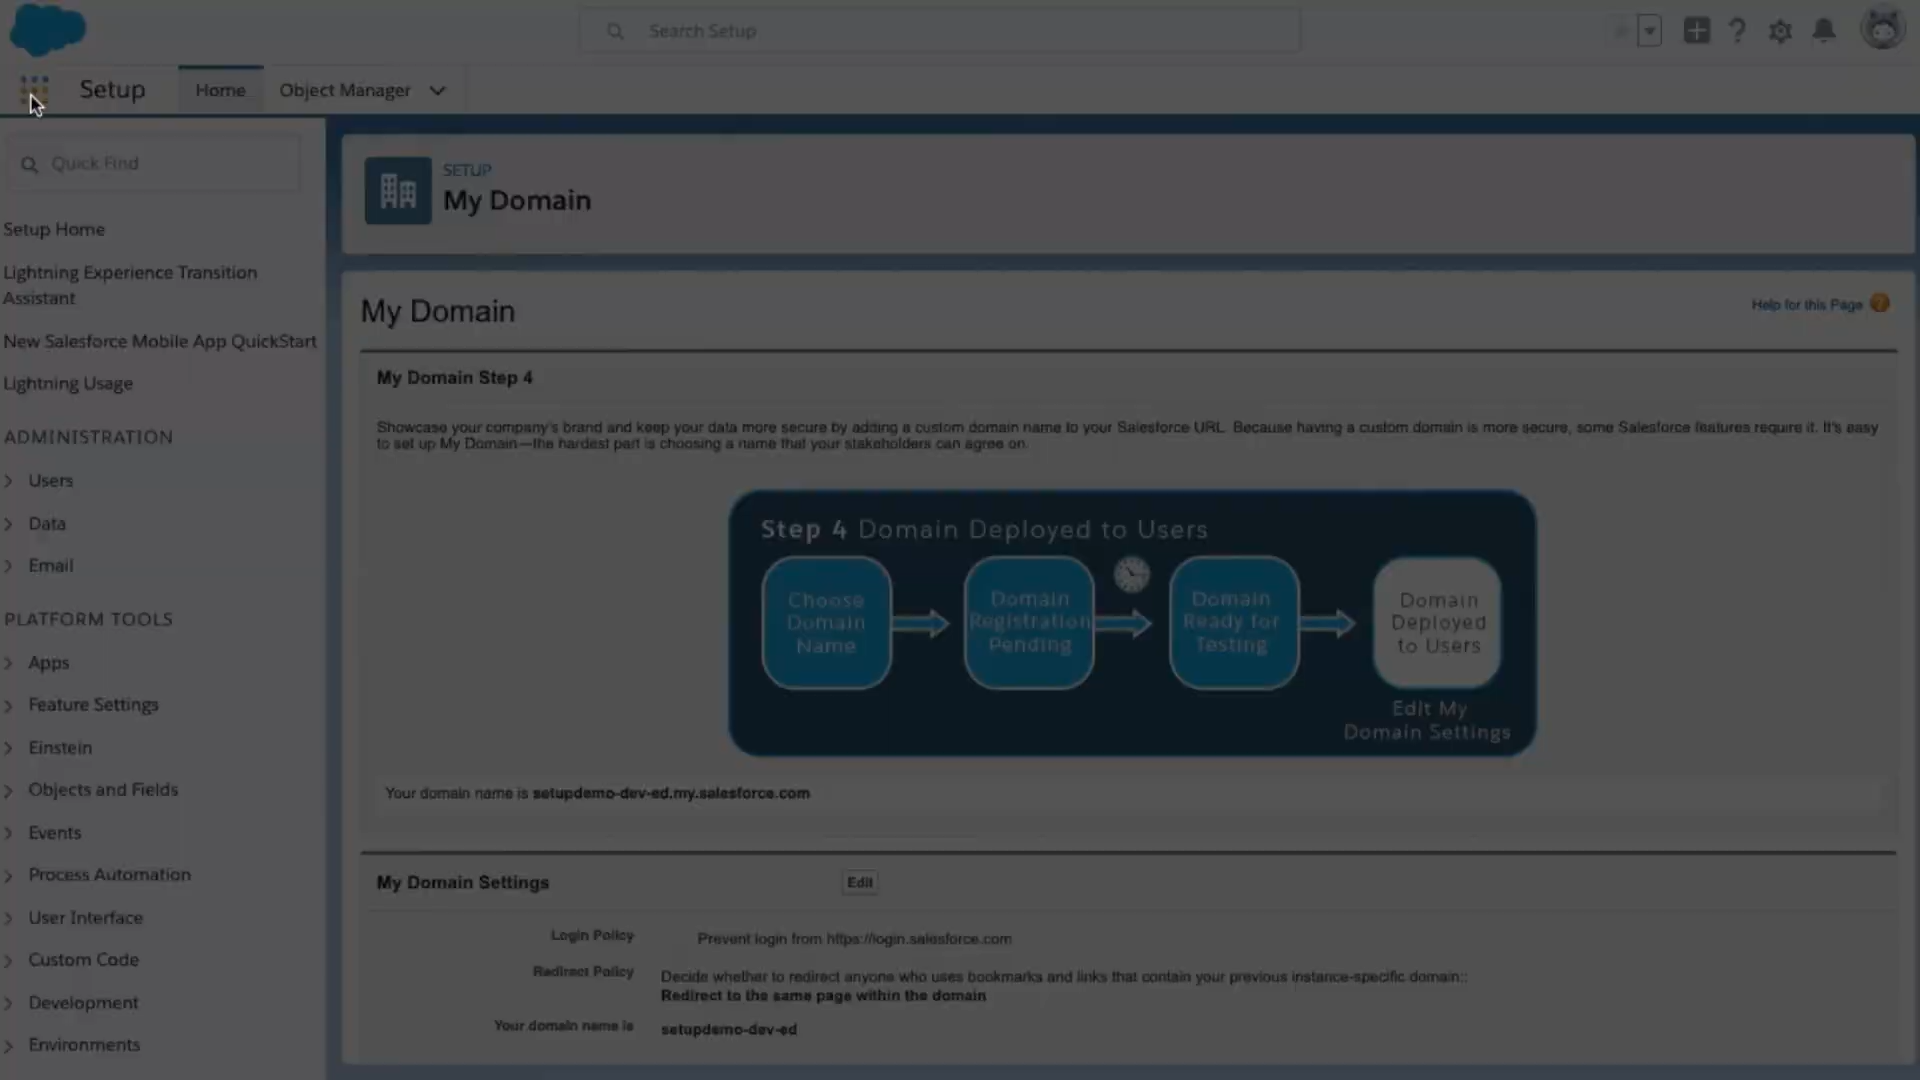 Search Setup
Setup
Home
Object Manager
Quick Find
Setup Home
Lightning Experience Transition
Assistant
New Salesforce Mobile App QuickStart
Lightning Usage
ADMINISTRATION
Users
Data
Email
PLATFORM TOOLS
Apps
Feature Settings
Einstein
Objects and Fields
Events
Process Automation
User Interface
Custom Code
Development
Environments
SETUP
My Domain
My Domain
Help for this Page
My Domain Step 4
Showcase your company's brand and keep your data more secure by adding a custom domain name to your Salesforce URL. Because having a custom domain is more secure, some Salesforce features require it. It's easy
to set up My Domain—the hardest part is choosing a name that your stakeholders can agree on.
Step 4 Domain Deployed to Users
Choose
Domain
Name
Domain
Registration
Pending
Domain
Ready for
Testing
Domain
Deployed
to Users
Edit My
Domain Settings
Your domain name is setupdemo-dev-ed.my.salesforce.com
My Domain Settings
Edit
Login Policy
Prevent login from https://login.salesforce.com
Redirect Policy
Decide whether to redirect anyone who uses bookmarks and links that contain your previous instance-specific domain::
Redirect to the same page within the domain
Your domain name is
setupdemo-dev-ed